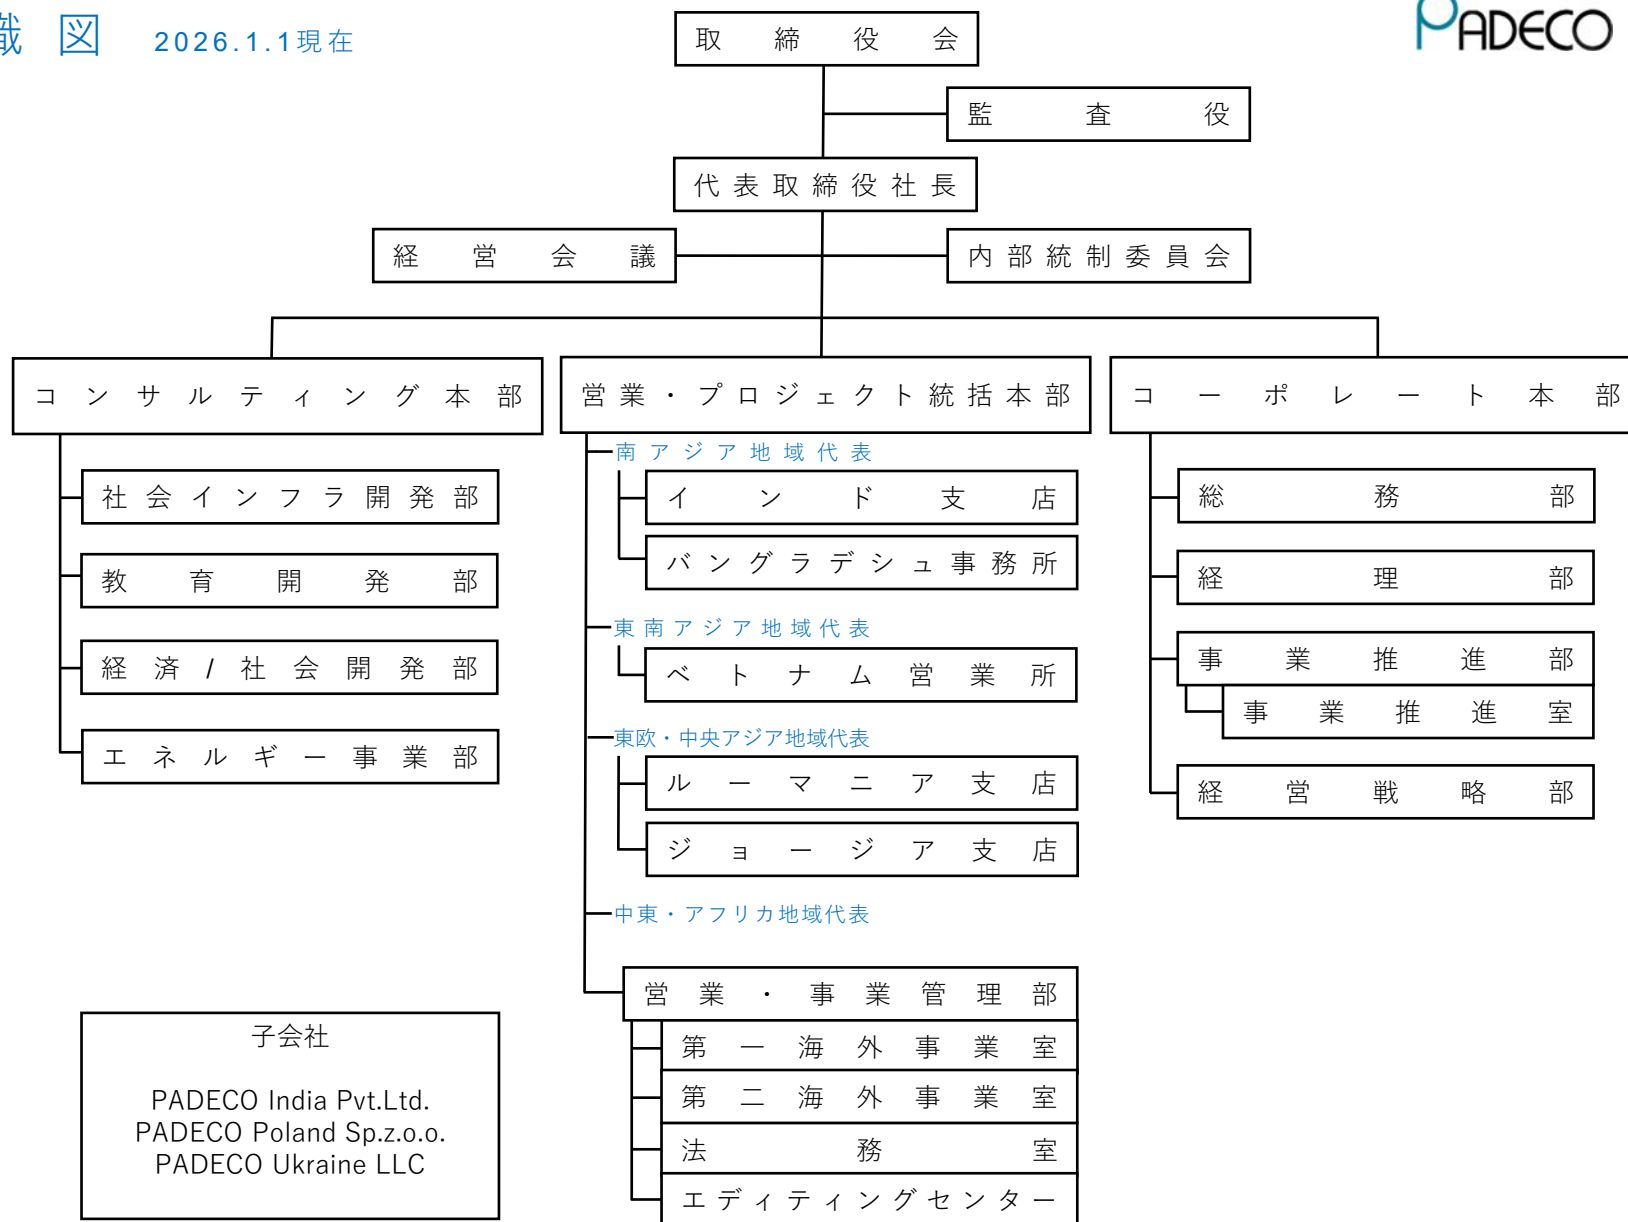 織図 2026.1.1現在
PADECO
取締役会
監査役
代表取締役社長
経営会議
内部統制委員会
コンサルティング本部
社会インフラ開発部
教育開発部
経済/社会開発部
エネルギー事業部
営業・プロジェクト統括本部
南アジア地域代表
インド支店
バングラデシュ事務所
東南アジア地域代表
ベトナム営業所
東欧・中央アジア地域代表
ルーマニア支店
ジョージア支店
中東・アフリカ地域代表
営業・事業管理部
第一海外事業室
第二海外事業室
法務室
エディティングセンター
コーポレート本部
総務部
経理部
事業推進部
事業推進室
経営戦略部
子会社
PADECO India Pvt.Ltd.
PADECO Poland Sp.z.o.o.
PADECO Ukraine LLC